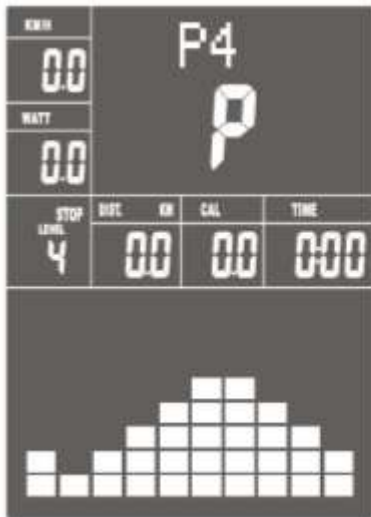 KM/H
0.0
P4
P
WATT
0.0
STOP
LEVEL
4
DIST. KM
0.0
CAL
0.0
TIME
0:00